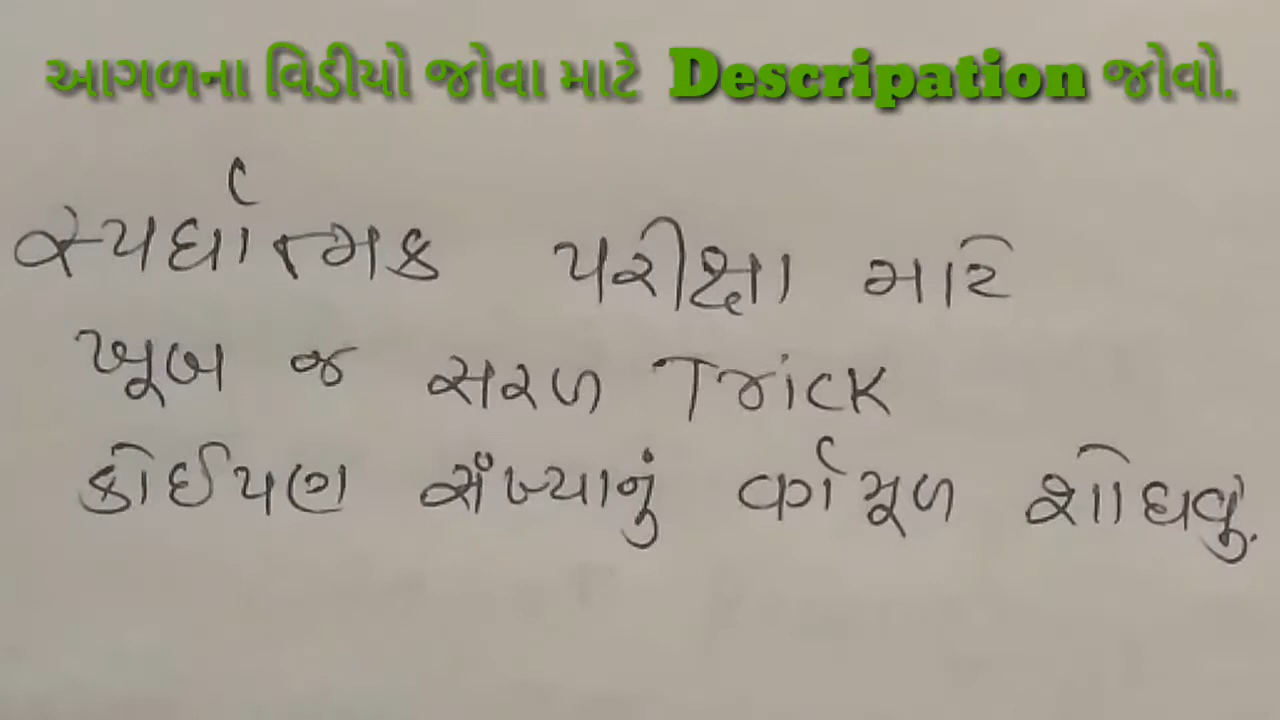 આગળના વિડીયો જોવા માટે Descripation જોવો.
સ્પર્ધાત્મક પરીક્ષા માટે
ખૂબ જ સરળ Trick
કોઈપણ સંખ્યાનું વર્ગમૂળ શોધવું.